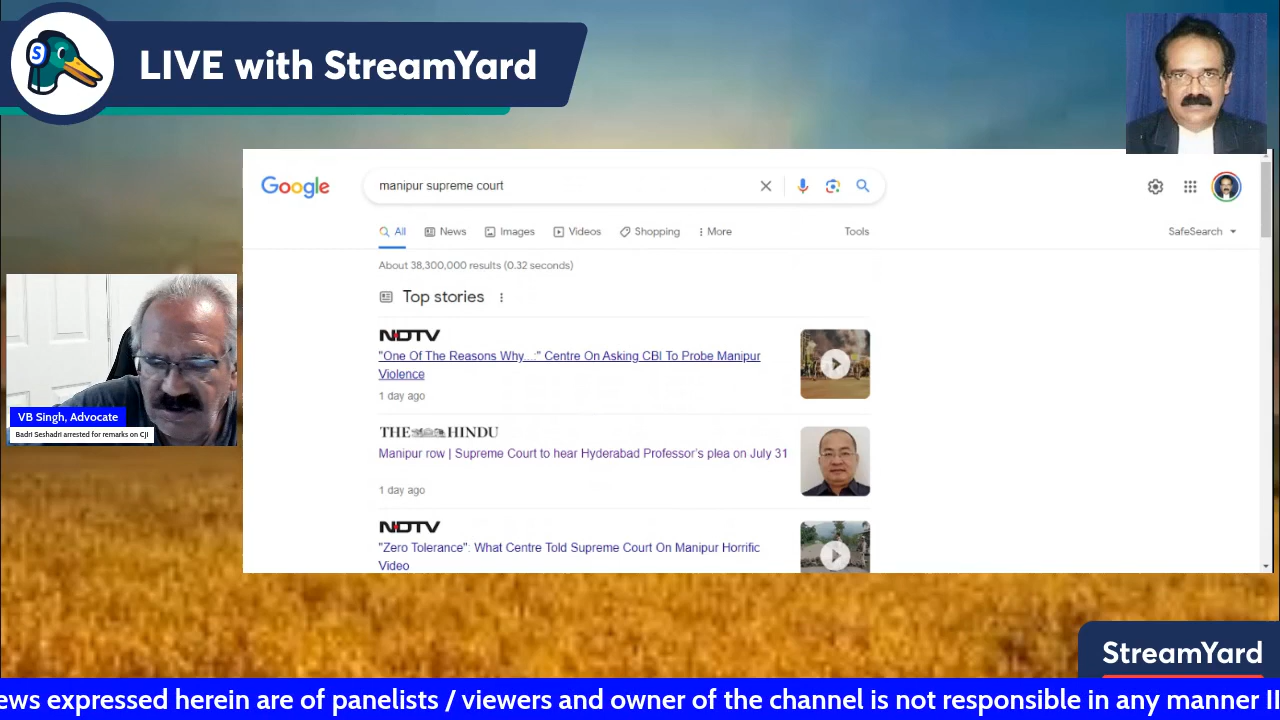 LIVE with StreamYard
Google
manipur supreme court
All News Images Videos Shopping More Tools
SafeSearch
About 38,300,000 results (0.32 seconds)
Top stories
NDTV
"One Of The Reasons Why...:" Centre On Asking CBI To Probe Manipur
Violence
1 day ago
THE HINDU
Manipur row | Supreme Court to hear Hyderabad Professor's plea on July 31
1 day ago
NDTV
"Zero Tolerance": What Centre Told Supreme Court On Manipur Horrific
Video
VB Singh, Advocate
Badri Seshadri arrested for remarks on CJI
StreamYard
expressed herein are of panelists / viewers and owner of the channel is not responsible in any manner